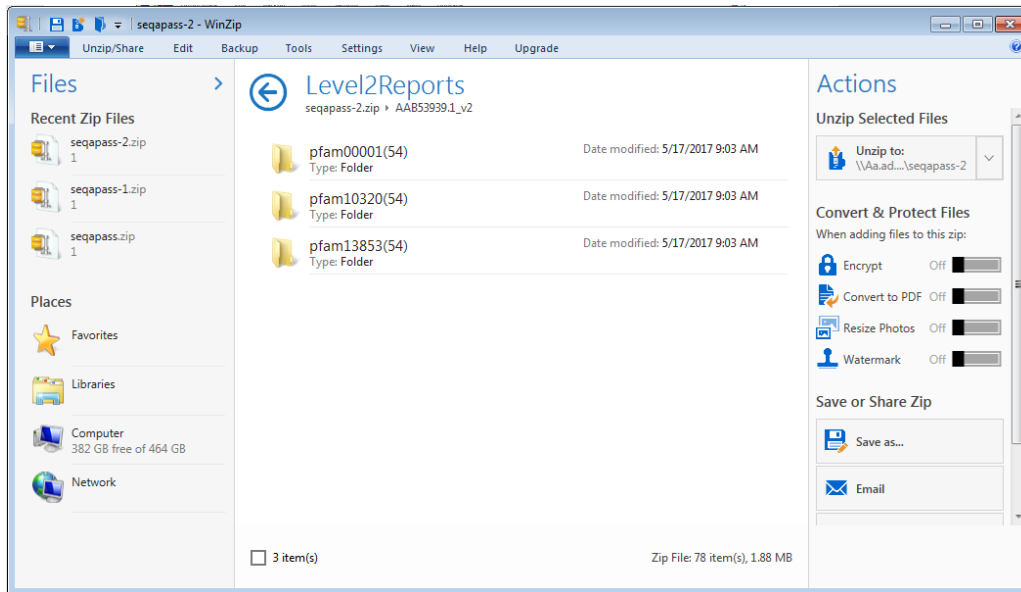 seqapass-2 - WinZip
Unzip/Share Edit Backup Tools Settings View Help Upgrade
Files
Recent Zip Files
seqapass-2.zip
1
seqapass-1.zip
1
seqapass.zip
1
Places
Favorites
Libraries
Computer
382 GB free of 464 GB
Network
Level2Reports
seqapass-2.zip ▸ AAB53939.1_v2
pfam00001(54) Date modified: 5/17/2017 9:03 AM
Type: Folder
pfam10320(54) Date modified: 5/17/2017 9:03 AM
Type: Folder
pfam13853(54) Date modified: 5/17/2017 9:03 AM
Type: Folder
3 item(s) Zip File: 78 item(s), 1.88 MB
Actions
Unzip Selected Files
Unzip to:
\\Aa.ad....\seqapass-2
Convert & Protect Files
When adding files to this zip:
Encrypt Off
Convert to PDF Off
Resize Photos Off
Watermark Off
Save or Share Zip
Save as...
Email